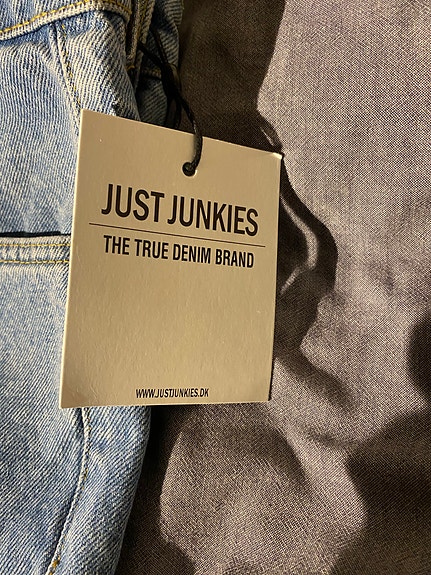 JUST JUNKIES
THE TRUE DENIM BRAND
WWW.JUSTJUNKIES.DK